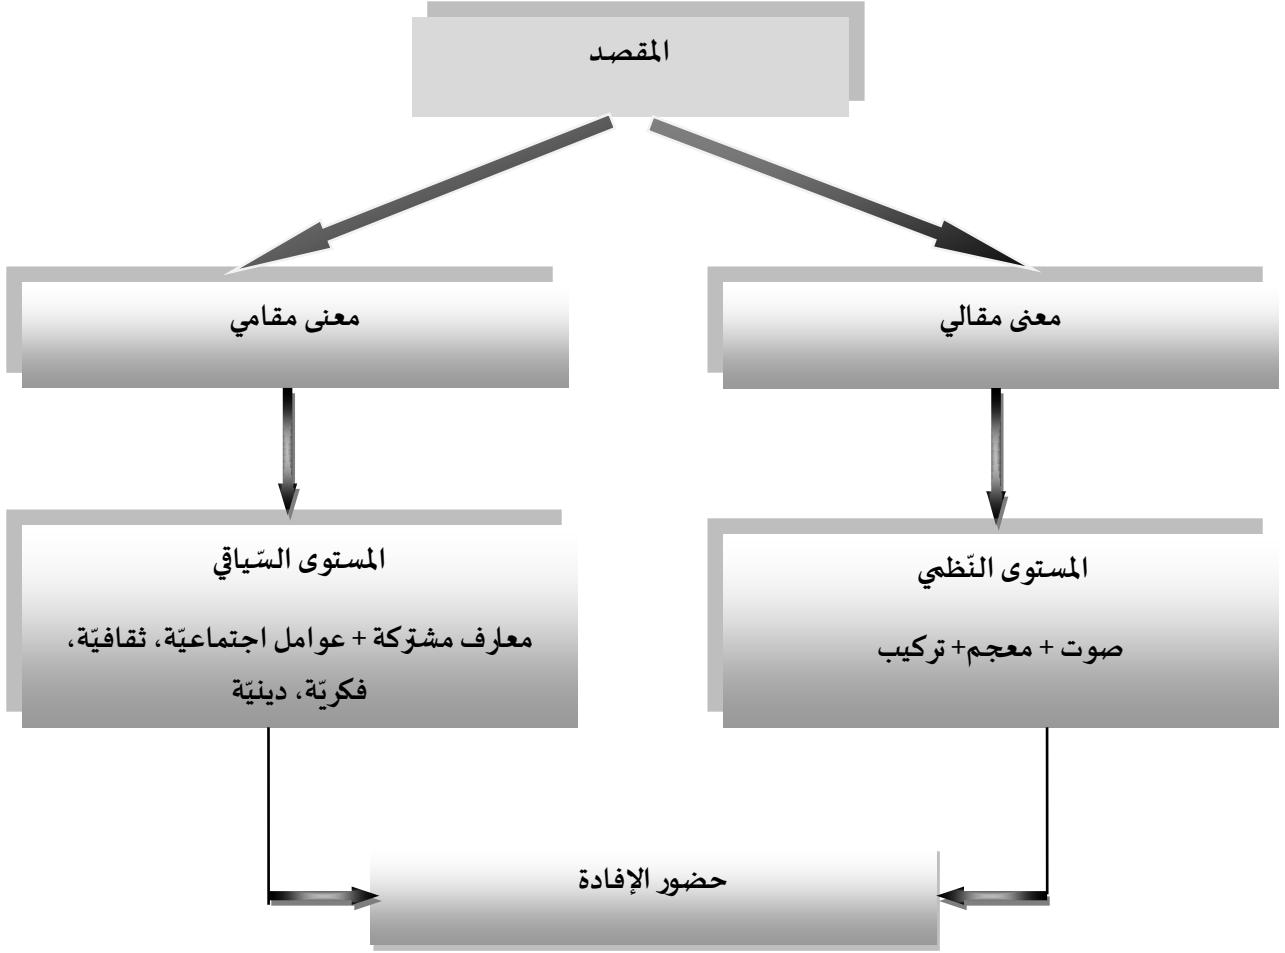 المقصد
معنى مقالي
معنى مقامي
المستوى النّظمي
صوت + معجم+ تركيب
المستوى السّياقي
معارف مشتركة + عوامل اجتماعيّة، ثقافيّة،
فكريّة، دينيّة
حضور الإفادة